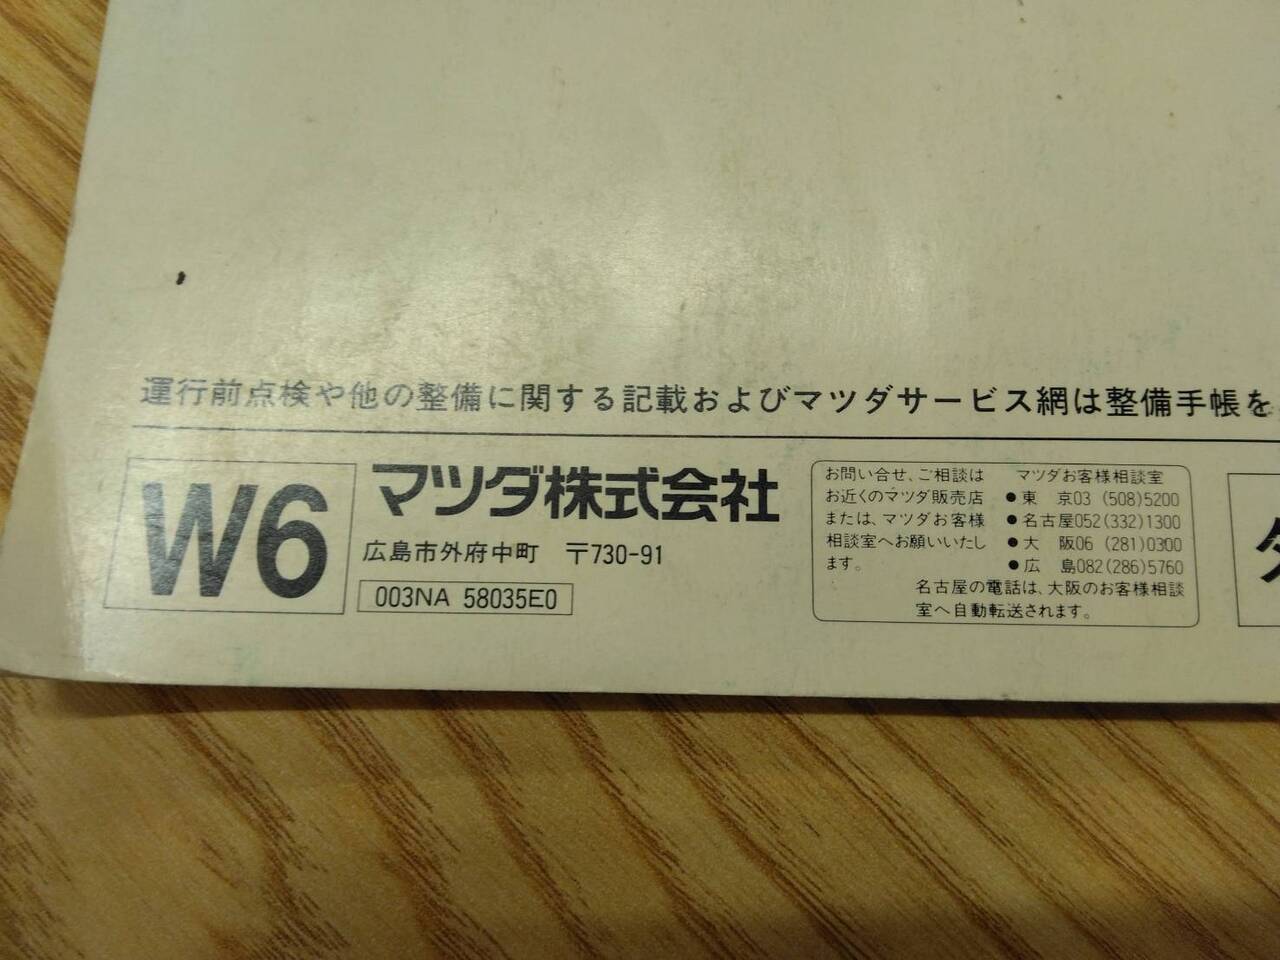 運行前点検や他の整備に関する記載およびマツダサービス網は整備手帳を
W6
マツダ株式会社
広島市外府中町 〒730-91
003NA 58035E0
お問い合せ、ご相談は
お近くのマツダ販売店
または、マツダお客様
相談室へお願いいたし
ます。
マツダお客様相談室
●東 京03 (508)5200
●名古屋052(332)1300
●大 阪06 (281)0300
●広 島082(286)5760
名古屋の電話は、大阪のお客様相談
室へ自動転送されます。